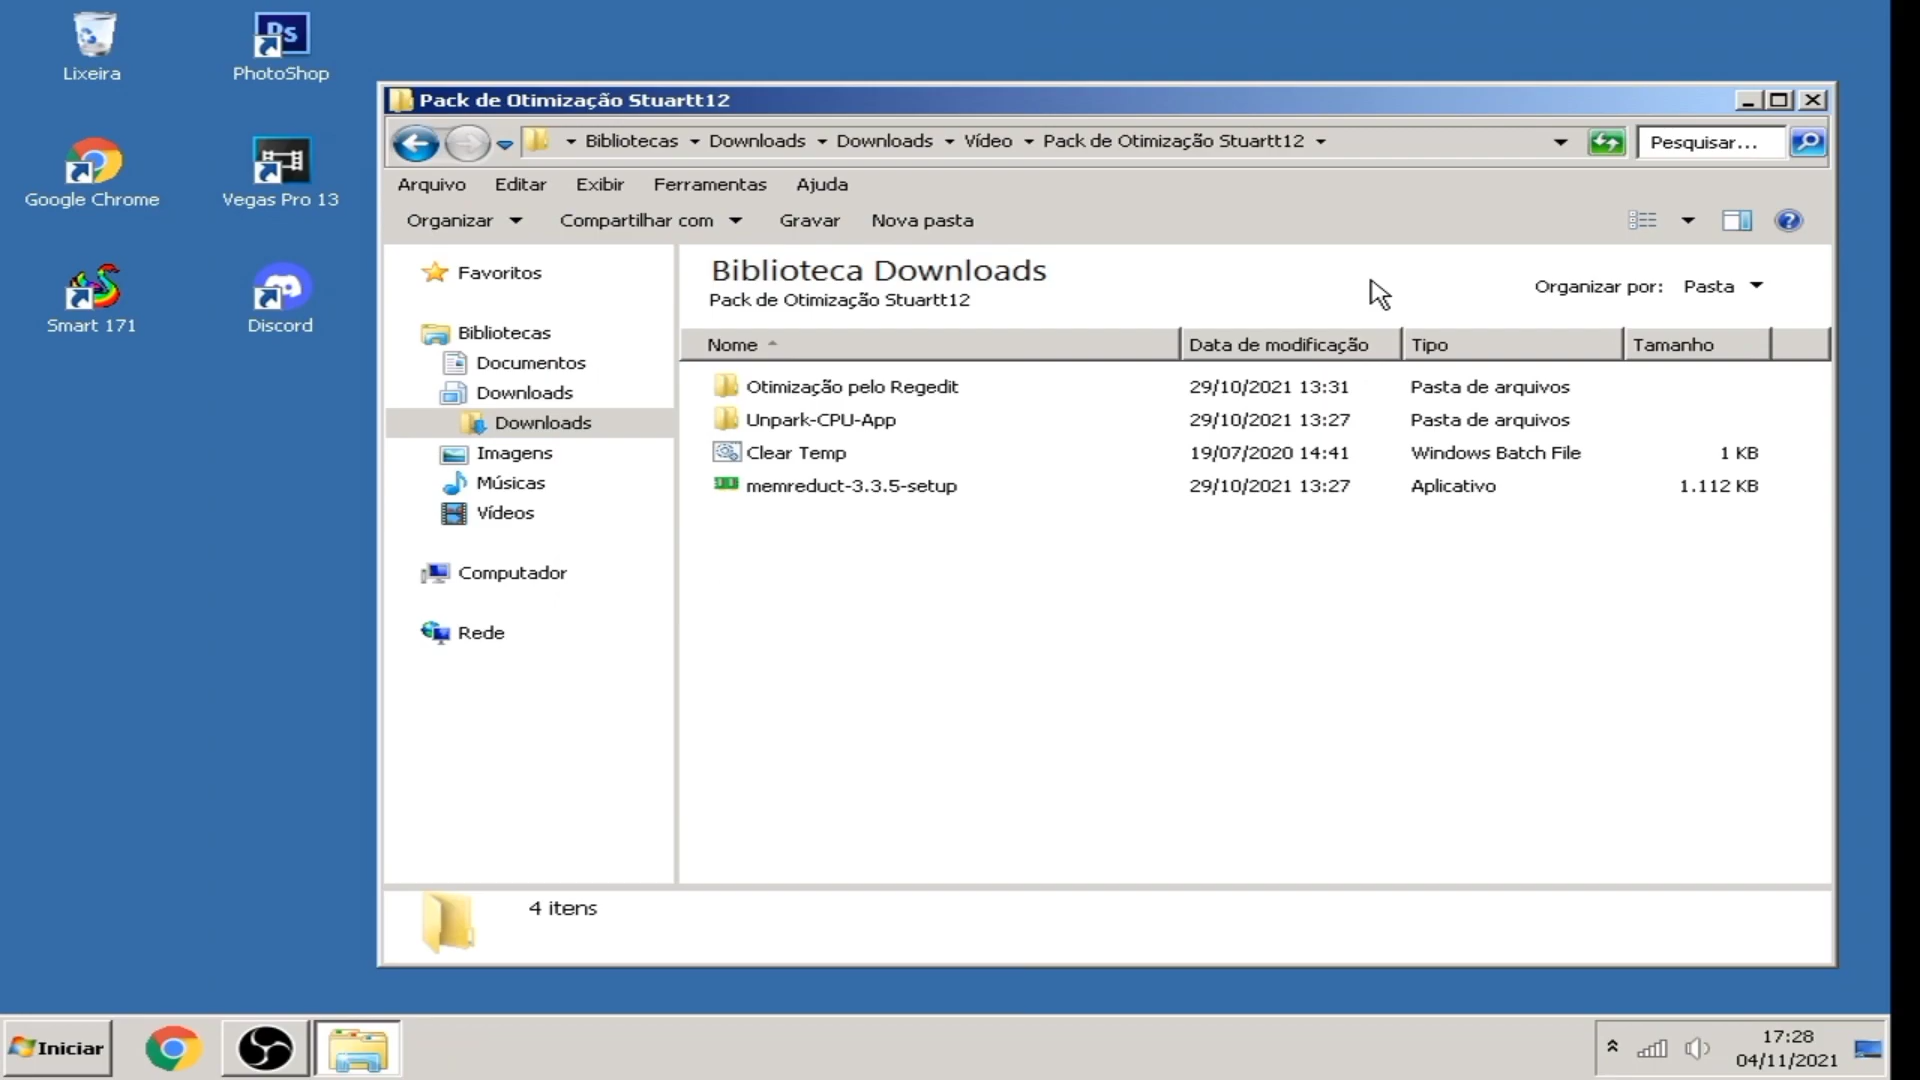 Lixeira
PhotoShop
Google Chrome
Vegas Pro 13
Smart 171
Discord
Pack de Otimização Stuartt12
Bibliotecas Downloads Downloads Vídeo Pack de Otimização Stuartt12
Pesquisar...
Arquivo Editar Exibir Ferramentas Ajuda
Organizar Compartilhar com Gravar Nova pasta
Favoritos
Bibliotecas
Documentos
Downloads
Downloads
Imagens
Músicas
Vídeos
Computador
Rede
Biblioteca Downloads
Pack de Otimização Stuartt12
Organizar por: Pasta
Nome Data de modificação Tipo Tamanho
Otimização pelo Regedit 29/10/2021 13:31 Pasta de arquivos
Unpark-CPU-App 29/10/2021 13:27 Pasta de arquivos
Clear Temp 19/07/2020 14:41 Windows Batch File 1 KB
memreduct-3.3.5-setup 29/10/2021 13:27 Aplicativo 1.112 KB
4 itens
Iniciar
17:28
04/11/2021